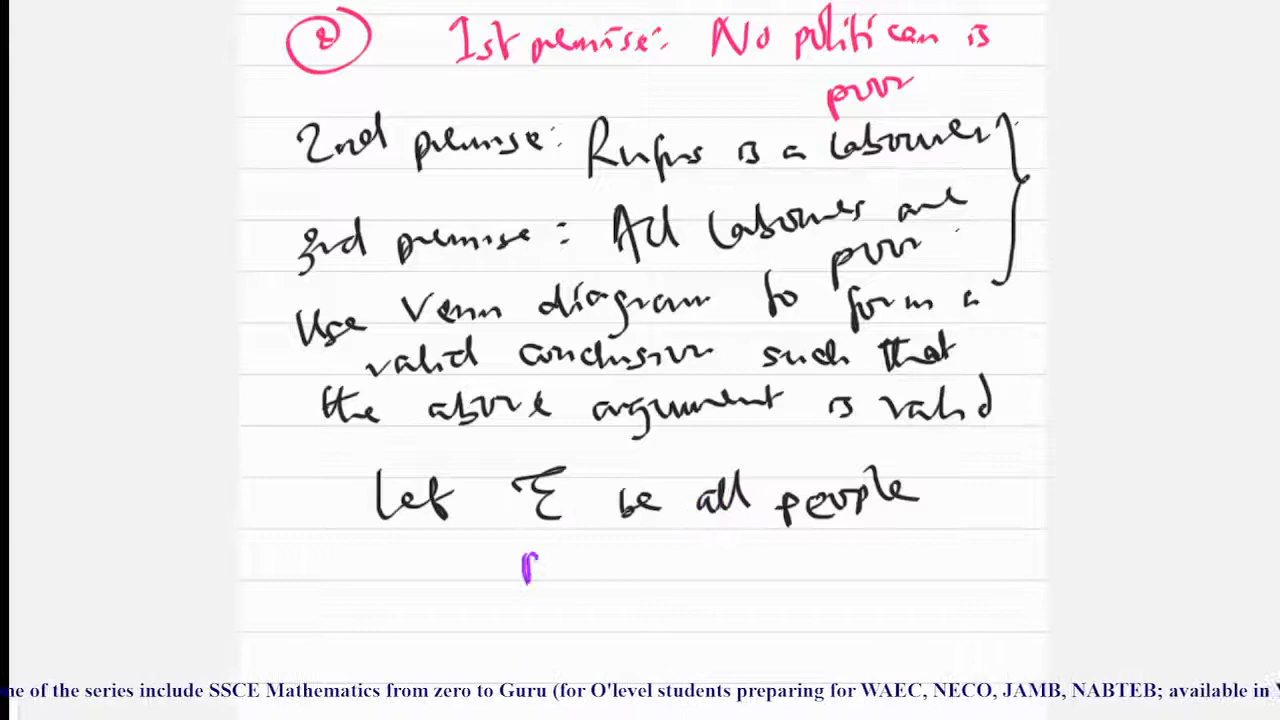 ② 1st premise: No politican is
poor
2nd premise: Rufus is a labourer
3rd premise: All labourers are
poor
Use Venn diagram to form a
valid conclusion such that
the above argument is valid
Let Ɛ be all people
me of the series include SSCE Mathematics from zero to Guru (for O'level students preparing for WAEC, NECO, JAMB, NABTEB; available in Y